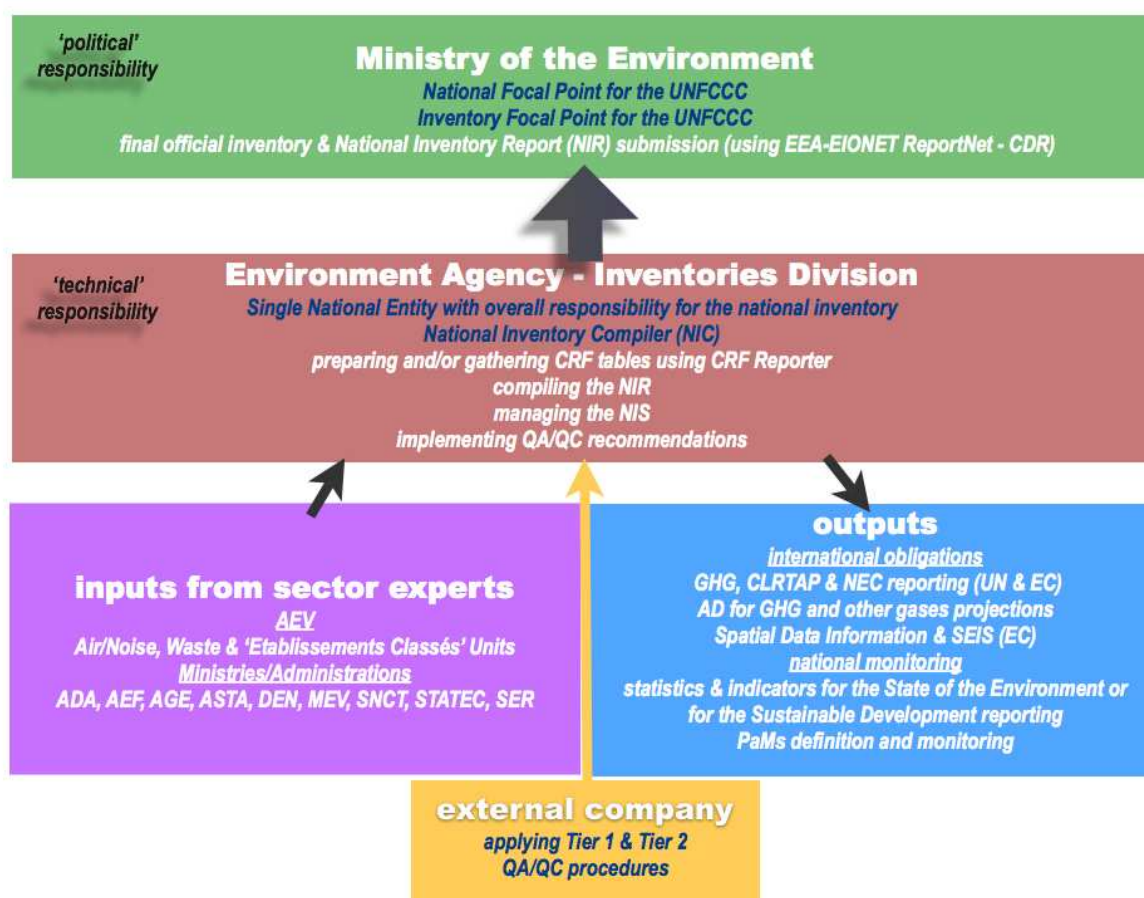 'political'
responsibility
Ministry of the Environment
National Focal Point for the UNFCCC
Inventory Focal Point for the UNFCCC
final official inventory & National Inventory Report (NIR) submission (using EEA-EIONET ReportNet - CDR)
'technical'
responsibility
Environment Agency - Inventories Division
Single National Entity with overall responsibility for the national inventory
National Inventory Compiler (NIC)
preparing and/or gathering CRF tables using CRF Reporter
compiling the NIR
managing the NIS
implementing QA/QC recommendations
inputs from sector experts
AEV
Air/Noise, Waste & 'Etablissements Classés' Units
Ministries/Administrations
ADA, AEF, AGE, ASTA, DEN, MEV, SNCT, STATEC, SER
outputs
international obligations
GHG, CLRTAP & NEC reporting (UN & EC)
AD for GHG and other gases projections
Spatial Data Information & SEIS (EC)
national monitoring
statistics & indicators for the State of the Environment or
for the Sustainable Development reporting
PaMs definition and monitoring
external company
applying Tier 1 & Tier 2
QA/QC procedures